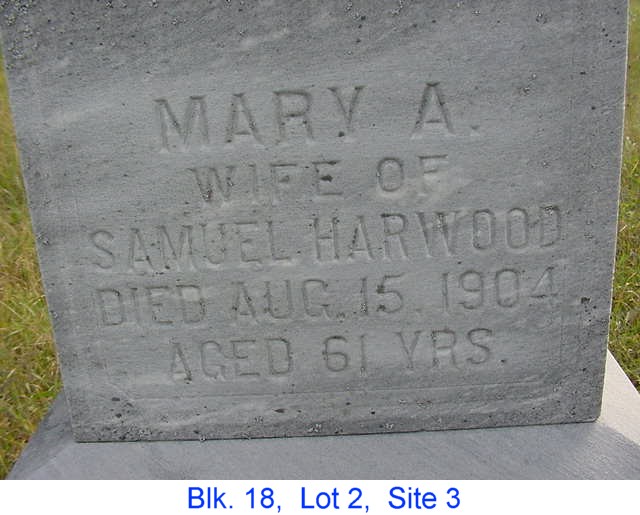 MARY A.
WIFE OF
SAMUEL HARWOOD
DIED AUG. 15. 1904
AGED 61 YRS.
Blk. 18, Lot 2, Site 3